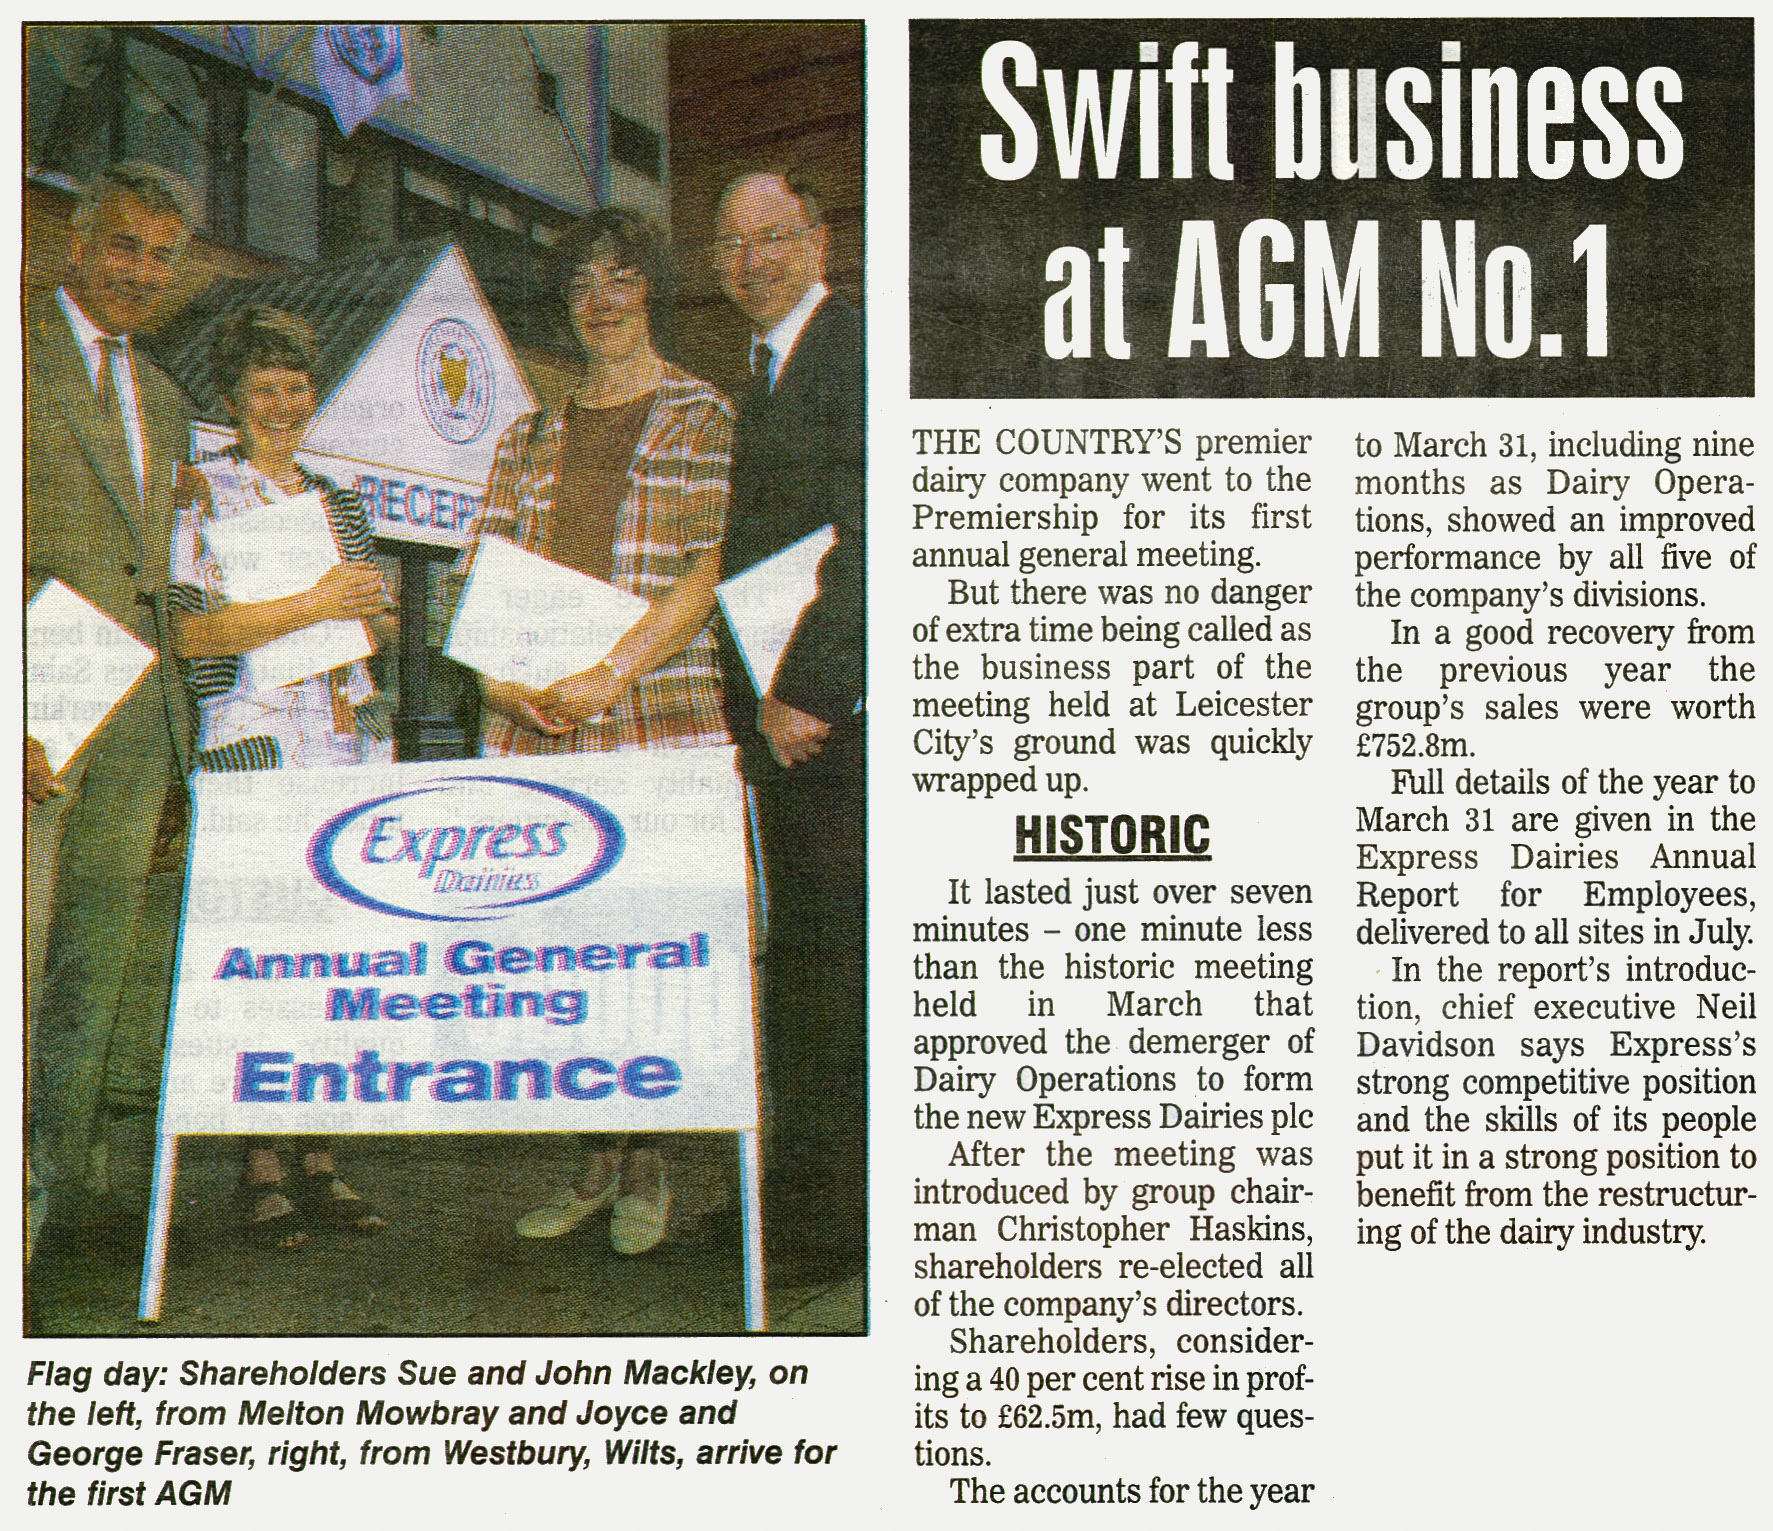 Swift business
at AGM No.1
RECEP
Express
Dairies
Annual General
Meeting
Entrance
Flag day: Shareholders Sue and John Mackley, on
the left, from Melton Mowbray and Joyce and
George Fraser, right, from Westbury, Wilts, arrive for
the first AGM
THE COUNTRY'S premier
dairy company went to the
Premiership for its first
annual general meeting.
But there was no danger
of extra time being called as
the business part of the
meeting held at Leicester
City's ground was quickly
wrapped up.
HISTORIC
It lasted just over seven
minutes – one minute less
than the historic meeting
held in March that
approved the demerger of
Dairy Operations to form
the new Express Dairies plc
After the meeting was
introduced by group chair-
man Christopher Haskins,
shareholders re-elected all
of the company's directors.
Shareholders, consider-
ing a 40 per cent rise in prof-
its to £62.5m, had few ques-
tions.
The accounts for the year
to March 31, including nine
months as Dairy Opera-
tions, showed an improved
performance by all five of
the company's divisions.
In a good recovery from
the previous year the
group's sales were worth
£752.8m.
Full details of the year to
March 31 are given in the
Express Dairies Annual
Report for Employees,
delivered to all sites in July.
In the report's introduc-
tion, chief executive Neil
Davidson says Express's
strong competitive position
and the skills of its people
put it in a strong position to
benefit from the restructur-
ing of the dairy industry.